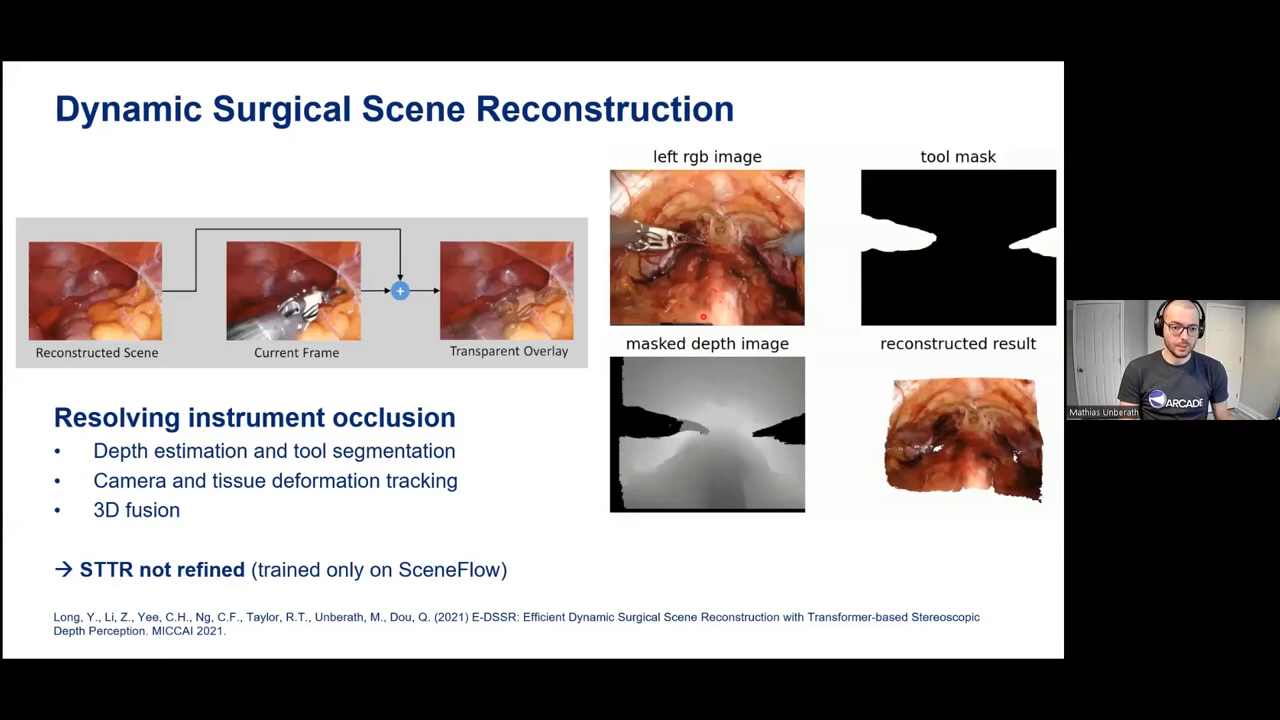 Dynamic Surgical Scene Reconstruction
left rgb image
tool mask
Reconstructed Scene
Current Frame
+
Transparent Overlay
masked depth image
reconstructed result
Resolving instrument occlusion
• Depth estimation and tool segmentation
• Camera and tissue deformation tracking
• 3D fusion
→ STTR not refined (trained only on SceneFlow)
Long, Y., Li, Z., Yee, C.H., Ng, C.F., Taylor, R.T., Unberath, M., Dou, Q. (2021) E-DSSR: Efficient Dynamic Surgical Scene Reconstruction with Transformer-based Stereoscopic
Depth Perception. MICCAI 2021.
ARCADE
Mathias Unberath